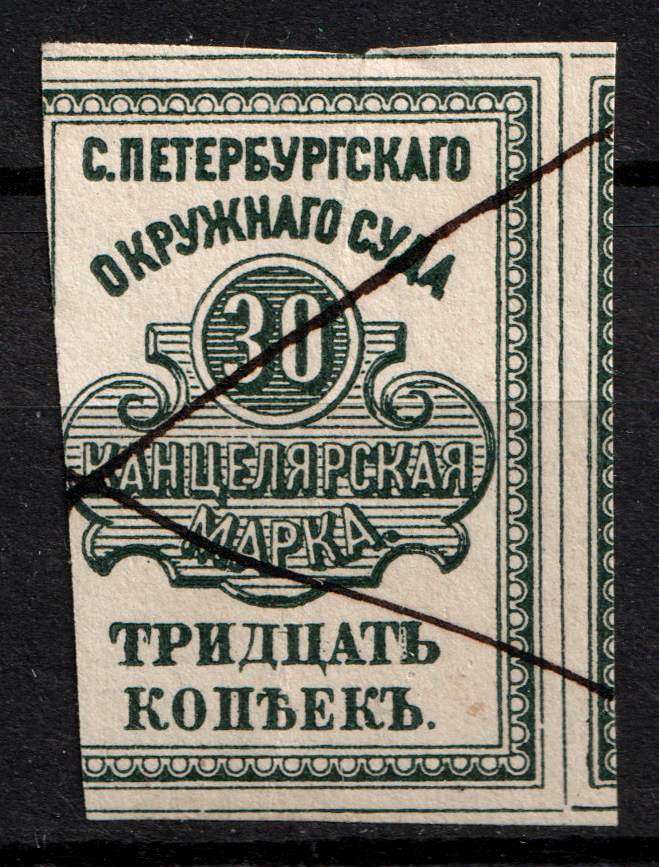 С.ПЕТЕРБУРГСКАГО
ОКРУЖНАГО СУДА
30
КАНЦЕЛЯРСКАЯ
МАРКА.
ТРИДЦАТЬ
КОПѢЕКЪ.